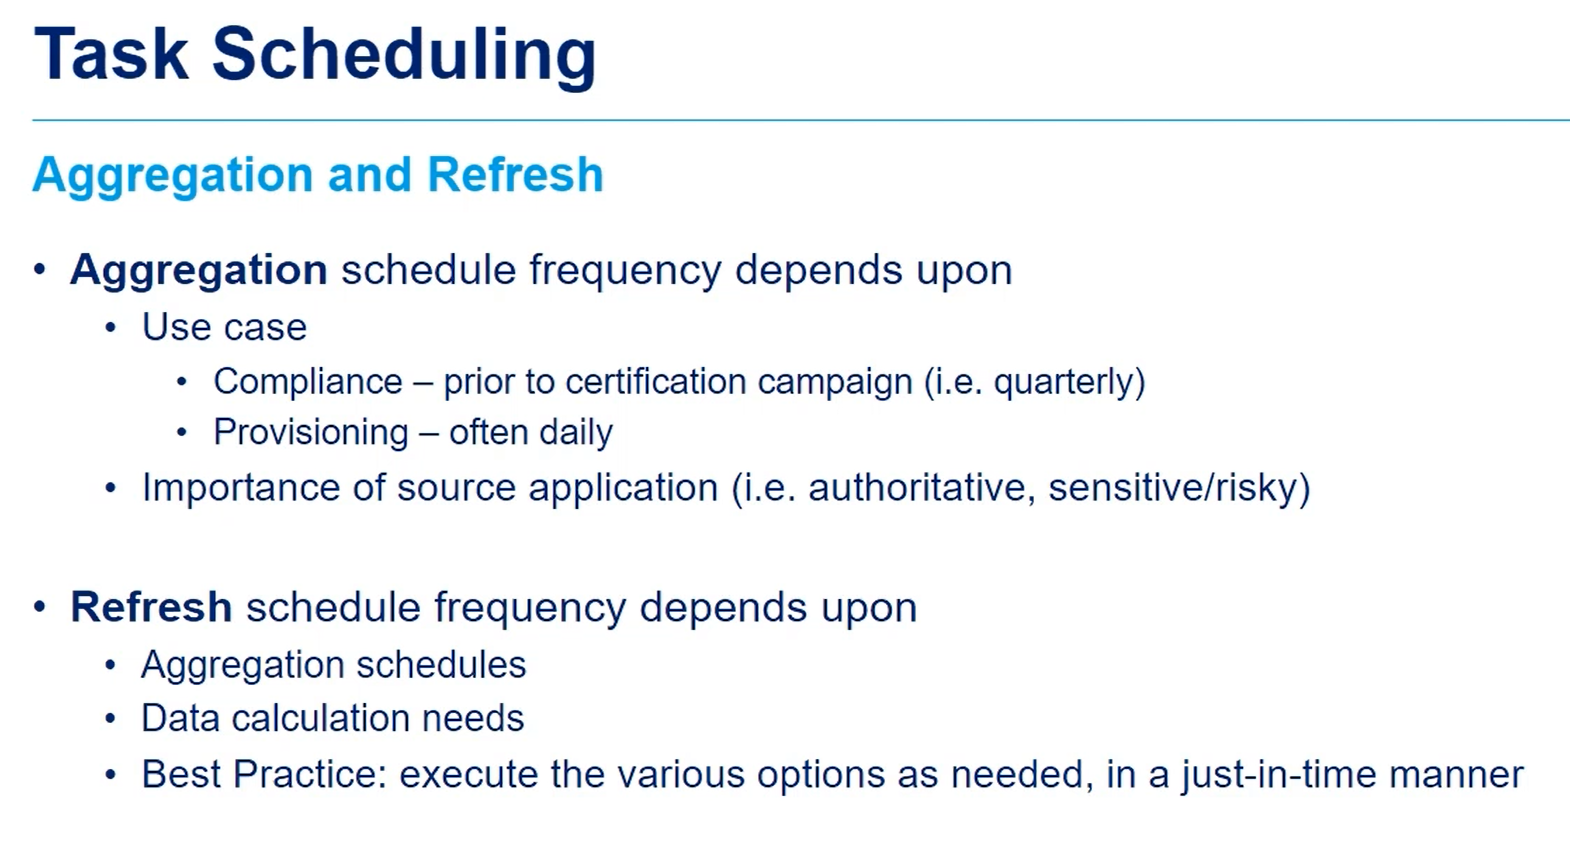 Task Scheduling
Aggregation and Refresh
• Aggregation schedule frequency depends upon
• Use case
• Compliance – prior to certification campaign (i.e. quarterly)
• Provisioning – often daily
• Importance of source application (i.e. authoritative, sensitive/risky)
• Refresh schedule frequency depends upon
• Aggregation schedules
• Data calculation needs
• Best Practice: execute the various options as needed, in a just-in-time manner